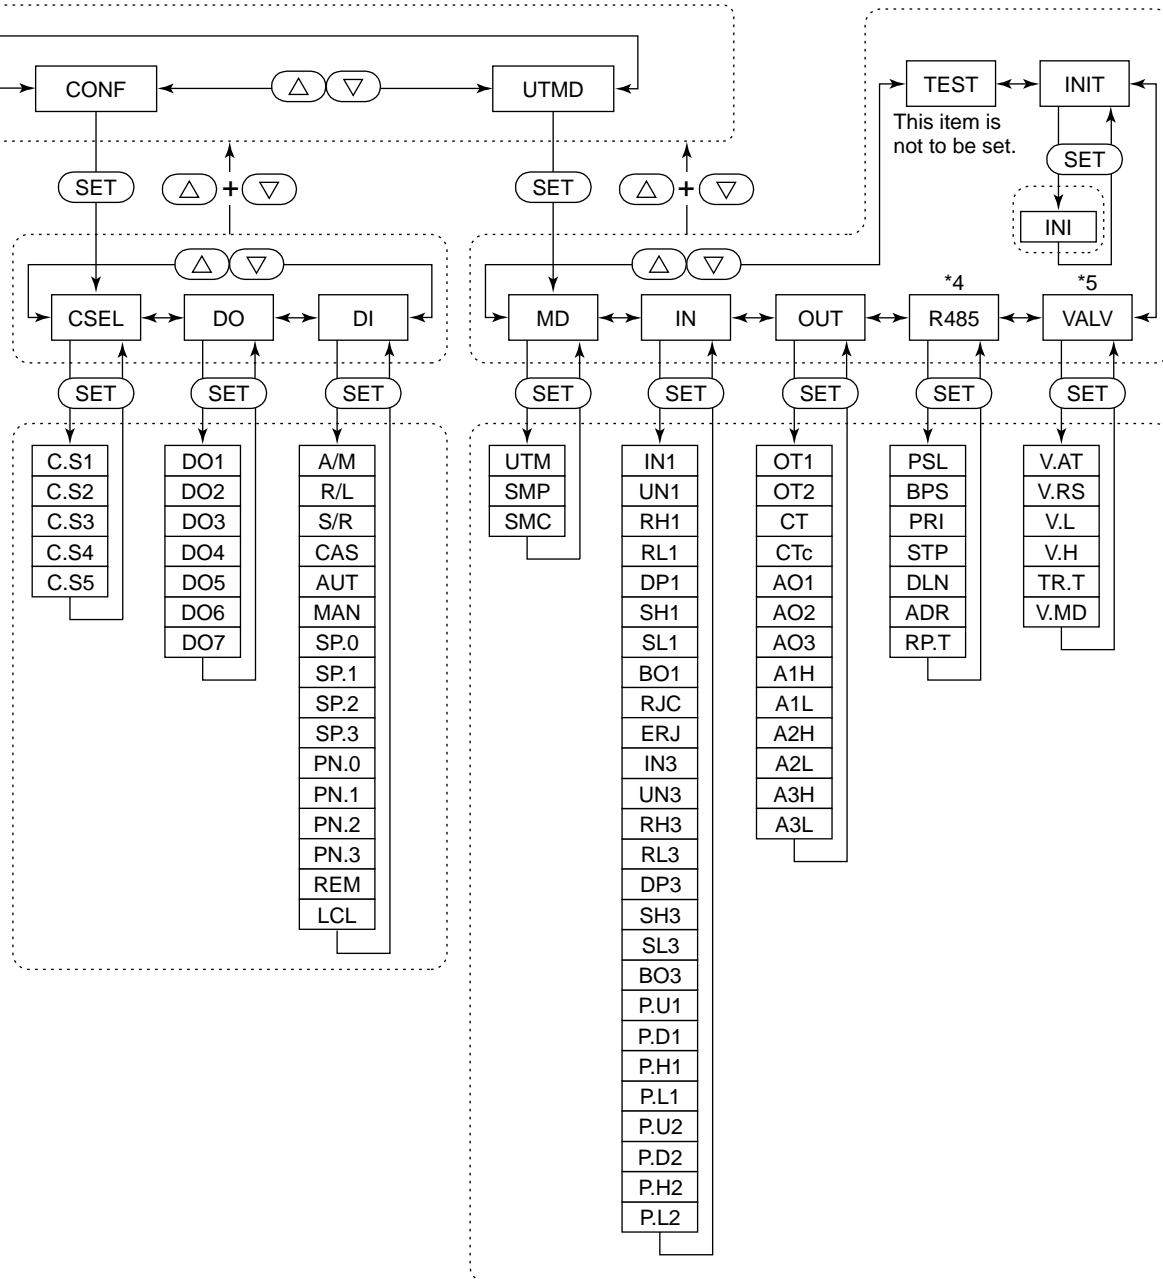 CONF
UTMD
TEST
INIT
This item is
not to be set.
SET
+
SET
+
SET
INI
*4
*5
CSEL
DO
DI
MD
IN
OUT
R485
VALV
SET
SET
SET
SET
SET
SET
SET
SET
C.S1
C.S2
C.S3
C.S4
C.S5
DO1
DO2
DO3
DO4
DO5
DO6
DO7
A/M
R/L
S/R
CAS
AUT
MAN
SP.0
SP.1
SP.2
SP.3
PN.0
PN.1
PN.2
PN.3
REM
LCL
UTM
SMP
SMC
IN1
UN1
RH1
RL1
DP1
SH1
SL1
BO1
RJC
ERJ
IN3
UN3
RH3
RL3
DP3
SH3
SL3
BO3
P.U1
P.D1
P.H1
P.L1
P.U2
P.D2
P.H2
P.L2
OT1
OT2
CT
CTc
AO1
AO2
AO3
A1H
A1L
A2H
A2L
A3H
A3L
PSL
BPS
PRI
STP
DLN
ADR
RP.T
V.AT
V.RS
V.L
V.H
TR.T
V.MD